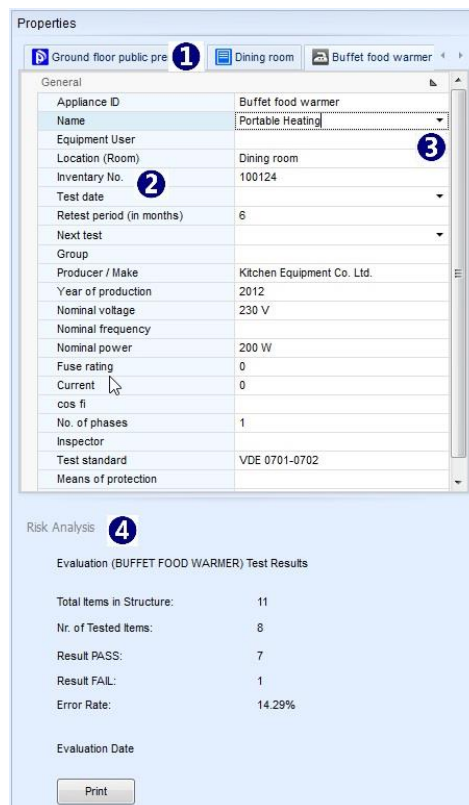 Properties
Ground floor public pre 1 Dining room Buffet food warmer
General
Appliance ID Buffet food warmer
Name Portable Heating
3
Equipment User
Location (Room) Dining room
Inventory No. 100124
2
Test date
Retest period (in months) 6
Next test
Group
Producer / Make Kitchen Equipment Co. Ltd.
Year of production 2012
Nominal voltage 230 V
Nominal frequency
Nominal power 200 W
Fuse rating 0
Current 0
cos fi
No. of phases 1
Inspector
Test standard VDE 0701-0702
Means of protection
Risk Analysis 4
Evaluation (BUFFET FOOD WARMER) Test Results
Total Items in Structure: 11
Nr. of Tested Items: 8
Result PASS: 7
Result FAIL: 1
Error Rate: 14.29%
Evaluation Date
Print